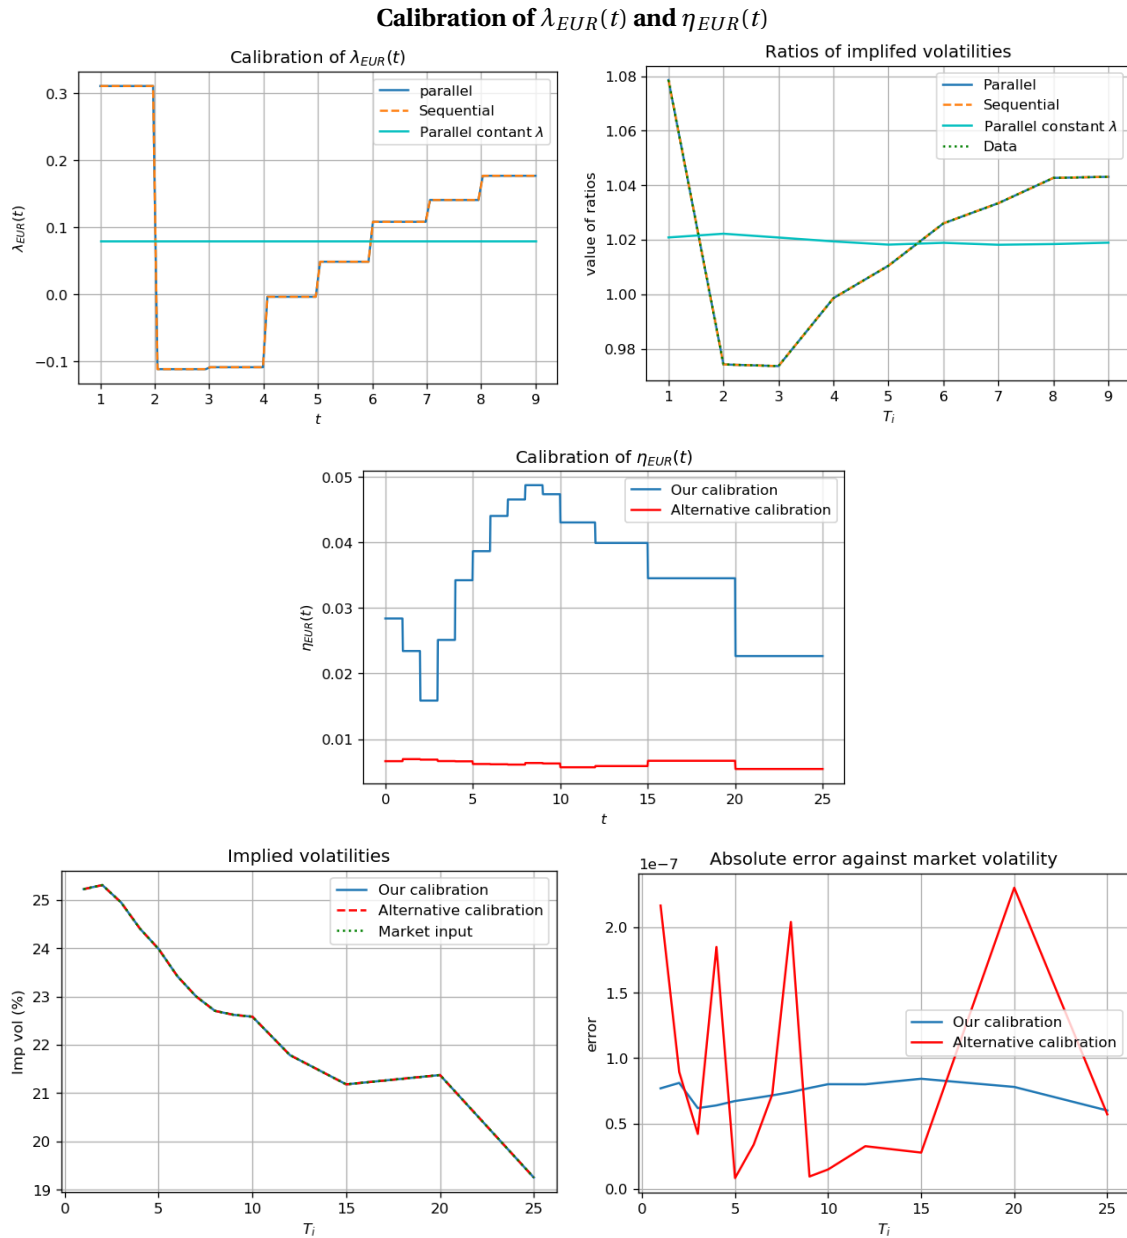 Calibration of λ_EUR(t) and η_EUR(t)
Calibration of λ_EUR(t)
parallel
Sequential
Parallel contant λ
0.3
0.2
0.1
0.0
−0.1
λ_EUR(t)
1 2 3 4 5 6 7 8 9
t
Ratios of implifed volatilities
Parallel
Sequential
Parallel constant λ
Data
1.08
1.06
1.04
1.02
1.00
0.98
value of ratios
1 2 3 4 5 6 7 8 9
T_i
Calibration of η_EUR(t)
Our calibration
Alternative calibration
0.05
0.04
0.03
0.02
0.01
η_EUR(t)
0 5 10 15 20 25
t
Implied volatilities
Our calibration
Alternative calibration
Market input
25
24
23
22
21
20
19
Imp vol (%)
0 5 10 15 20 25
T_i
Absolute error against market volatility
1e−7
Our calibration
Alternative calibration
2.0
1.5
1.0
0.5
0.0
error
0 5 10 15 20 25
T_i